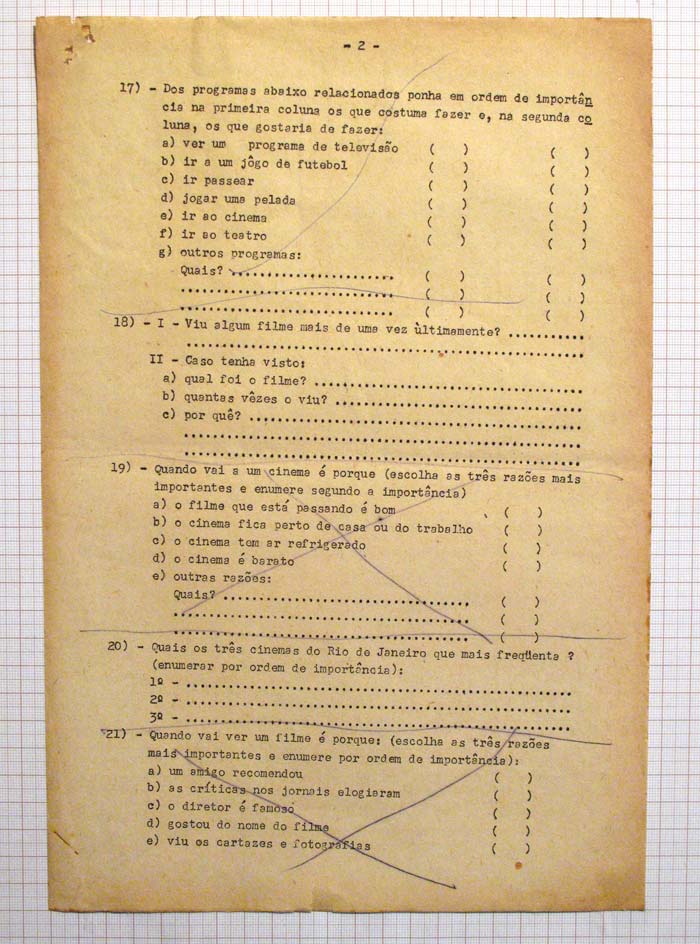 - 2 -
17) - Dos programas abaixo relacionados ponha em ordem de importân
cia na primeira coluna os que costuma fazer e, na segunda co
luna, os que gostaria de fazer:
a) ver um programa de televisão ( ) ( )
b) ir a um jôgo de futebol ( ) ( )
c) ir passear ( ) ( )
d) jogar uma pelada ( ) ( )
e) ir ao cinema ( ) ( )
f) ir ao teatro ( ) ( )
g) outros programas:
Quais? .......................... ( ) ( )
.................................. ( ) ( )
.................................. ( ) ( )
18) - I - Viu algum filme mais de uma vez ùltimamente? ...........
..........................................................
II - Caso tenha visto:
a) qual foi o filme? .......................................
b) quantas vêzes o viu? ....................................
c) por quê? ................................................
..........................................................
..........................................................
19) - Quando vai a um cinema é porque (escolha as três razões mais
importantes e enumere segundo a importância)
a) o filme que está passando é bom ( )
b) o cinema fica perto de casa ou do trabalho ( )
c) o cinema tem ar refrigerado ( )
d) o cinema é barato ( )
e) outras razões:
Quais? ................................... ( )
.......................................... ( )
.......................................... ( )
20) - Quais os três cinemas do Rio de Janeiro que mais freqüenta ?
(enumerar por ordem de importância):
1º - .......................................................
2º - .......................................................
3º - .......................................................
21) - Quando vai ver um filme é porque: (escolha as três razões
mais importantes e enumere por ordem de importância):
a) um amigo recomendou ( )
b) as críticas nos jornais elogiaram ( )
c) o diretor é famoso ( )
d) gostou do nome do filme ( )
e) viu os cartazes e fotografias ( )